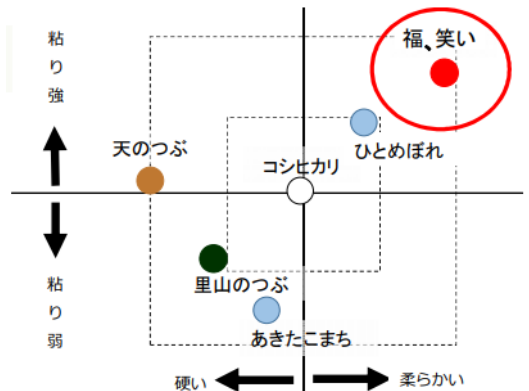 粘り強
福、笑い
ひとめぼれ
天のつぶ
コシヒカリ
里山のつぶ
あきたこまち
粘り弱
硬い
柔らかい